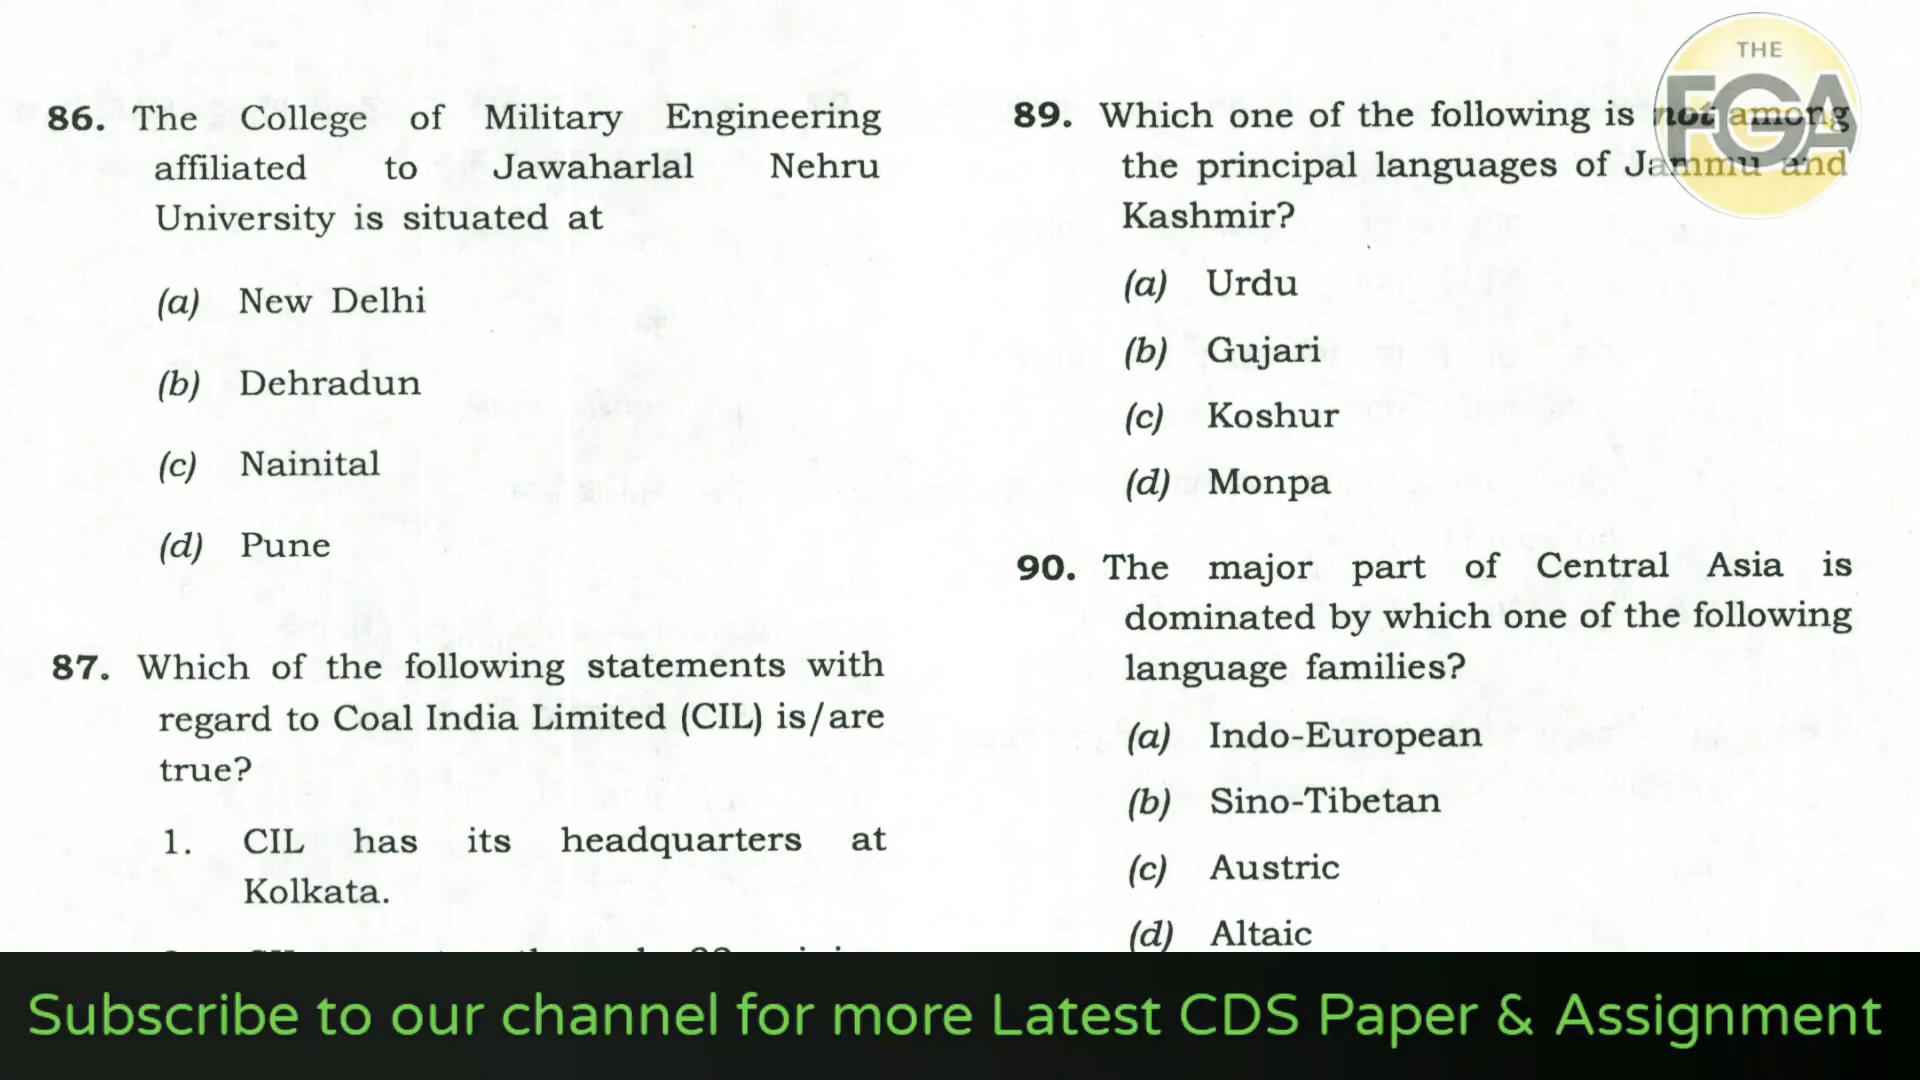 THE
FGA
86. The College of Military Engineering
affiliated to Jawaharlal Nehru
University is situated at
(a) New Delhi
(b) Dehradun
(c) Nainital
(d) Pune
87. Which of the following statements with
regard to Coal India Limited (CIL) is/are
true?
1. CIL has its headquarters at
Kolkata.
89. Which one of the following is not among
the principal languages of Jammu and
Kashmir?
(a) Urdu
(b) Gujari
(c) Koshur
(d) Monpa
90. The major part of Central Asia is
dominated by which one of the following
language families?
(a) Indo-European
(b) Sino-Tibetan
(c) Austric
(d) Altaic
Subscribe to our channel for more Latest CDS Paper & Assignment